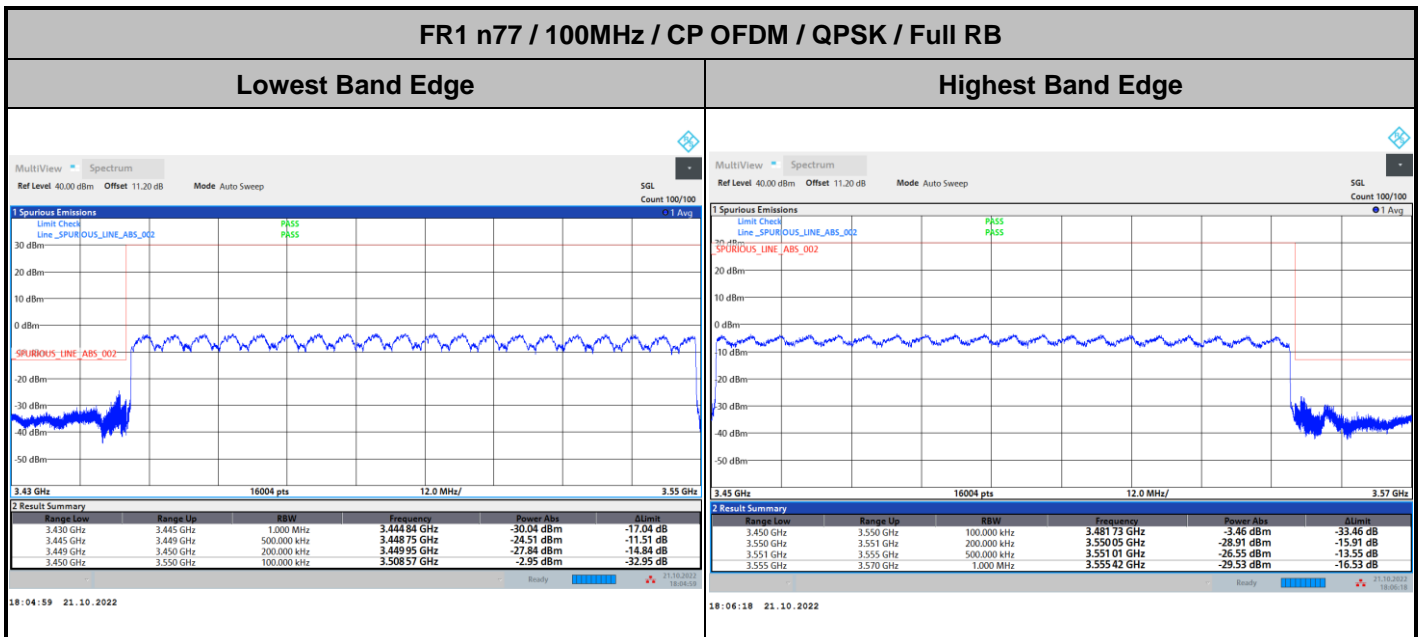 FR1 n77 / 100MHz / CP OFDM / QPSK / Full RB
Lowest Band Edge
Highest Band Edge
MultiView Spectrum
Ref Level 40.00 dBm Offset 11.20 dB Mode Auto Sweep SGL
Count 100/100
1 Spurious Emissions 1 Avg
Limit Check PASS
Line _SPURIOUS_LINE_ABS_002 PASS
30 dBm
20 dBm
10 dBm
0 dBm
_SPURIOUS_LINE_ABS_002
-20 dBm
-30 dBm
-40 dBm
-50 dBm
3.43 GHz 16004 pts 12.0 MHz/ 3.55 GHz
2 Result Summary
Range Low Range Up RBW Frequency Power Abs ΔLimit
3.430 GHz 3.445 GHz 1.000 MHz 3.444 84 GHz -30.04 dBm -17.04 dB
3.445 GHz 3.449 GHz 500.000 kHz 3.448 75 GHz -24.51 dBm -11.51 dB
3.449 GHz 3.450 GHz 200.000 kHz 3.449 95 GHz -27.84 dBm -14.84 dB
3.450 GHz 3.550 GHz 100.000 kHz 3.508 57 GHz -2.95 dBm -32.95 dB
Ready 21.10.2022
18:04:59
18:04:59 21.10.2022
MultiView Spectrum
Ref Level 40.00 dBm Offset 11.20 dB Mode Auto Sweep SGL
Count 100/100
1 Spurious Emissions 1 Avg
Limit Check PASS
Line _SPURIOUS_LINE_ABS_002 PASS
30 dBm
_SPURIOUS_LINE_ABS_002
20 dBm
10 dBm
0 dBm
-10 dBm
-20 dBm
-30 dBm
-40 dBm
-50 dBm
3.45 GHz 16004 pts 12.0 MHz/ 3.57 GHz
2 Result Summary
Range Low Range Up RBW Frequency Power Abs ΔLimit
3.450 GHz 3.550 GHz 100.000 kHz 3.481 73 GHz -3.46 dBm -33.46 dB
3.550 GHz 3.551 GHz 200.000 kHz 3.550 05 GHz -28.91 dBm -15.91 dB
3.551 GHz 3.555 GHz 500.000 kHz 3.551 01 GHz -26.55 dBm -13.55 dB
3.555 GHz 3.570 GHz 1.000 MHz 3.555 42 GHz -29.53 dBm -16.53 dB
Ready 21.10.2022
18:06:18
18:06:18 21.10.2022